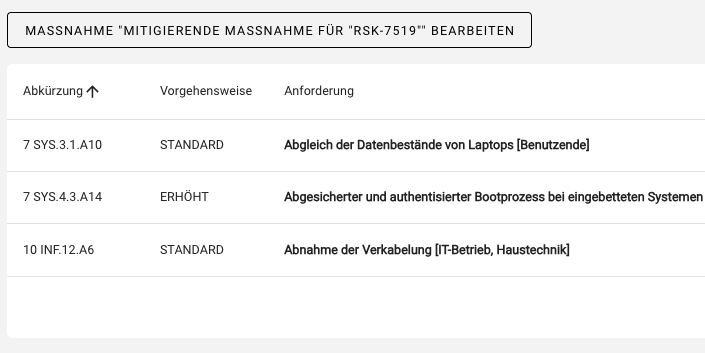 MASSNAHME "MITIGIERENDE MASSNAHME FÜR "RSK-7519"" BEARBEITEN
Abkürzung Vorgehensweise Anforderung
7 SYS.3.1.A10 STANDARD Abgleich der Datenbestände von Laptops [Benutzende]
7 SYS.4.3.A14 ERHÖHT Abgesicherter und authentisierter Bootprozess bei eingebetteten Systemen
10 INF.12.A6 STANDARD Abnahme der Verkabelung [IT-Betrieb, Haustechnik]